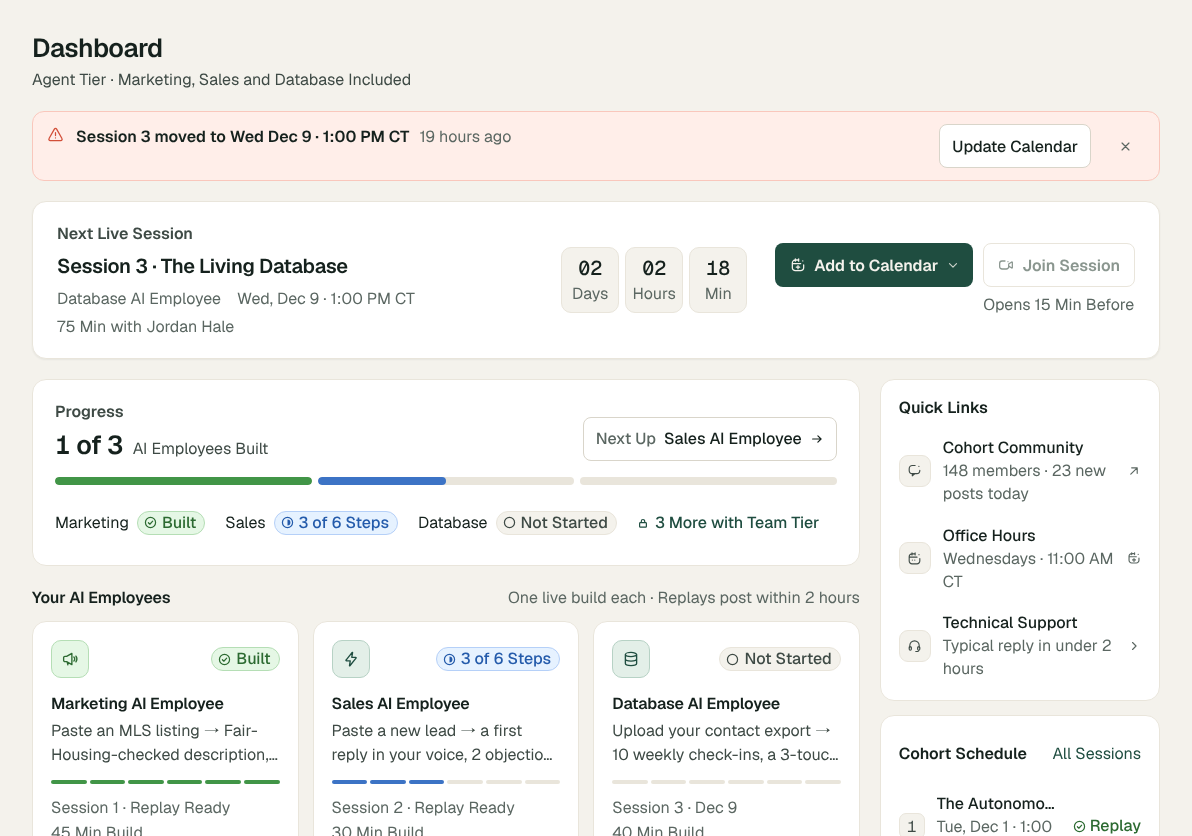 Dashboard
Agent Tier · Marketing, Sales and Database Included
Session 3 moved to Wed Dec 9 · 1:00 PM CT 19 hours ago
Update Calendar
Next Live Session
Session 3 · The Living Database
Database AI Employee Wed, Dec 9 · 1:00 PM CT
75 Min with Jordan Hale
02 Days
02 Hours
18 Min
Add to Calendar
Join Session
Opens 15 Min Before
Progress
1 of 3 AI Employees Built
Next Up Sales AI Employee →
Marketing Built Sales 3 of 6 Steps Database Not Started 3 More with Team Tier
Your AI Employees
One live build each · Replays post within 2 hours
Built
Marketing AI Employee
Paste an MLS listing → Fair-
Housing-checked description,…
Session 1 · Replay Ready
45 Min Build
3 of 6 Steps
Sales AI Employee
Paste a new lead → a first
reply in your voice, 2 objectio…
Session 2 · Replay Ready
30 Min Build
Not Started
Database AI Employee
Upload your contact export →
10 weekly check-ins, a 3-touc…
Session 3 · Dec 9
40 Min Build
Quick Links
Cohort Community
148 members · 23 new
posts today
Office Hours
Wednesdays · 11:00 AM
CT
Technical Support
Typical reply in under 2
hours
Cohort Schedule
All Sessions
1
The Autonomo…
Tue, Dec 1 · 1:00
Replay